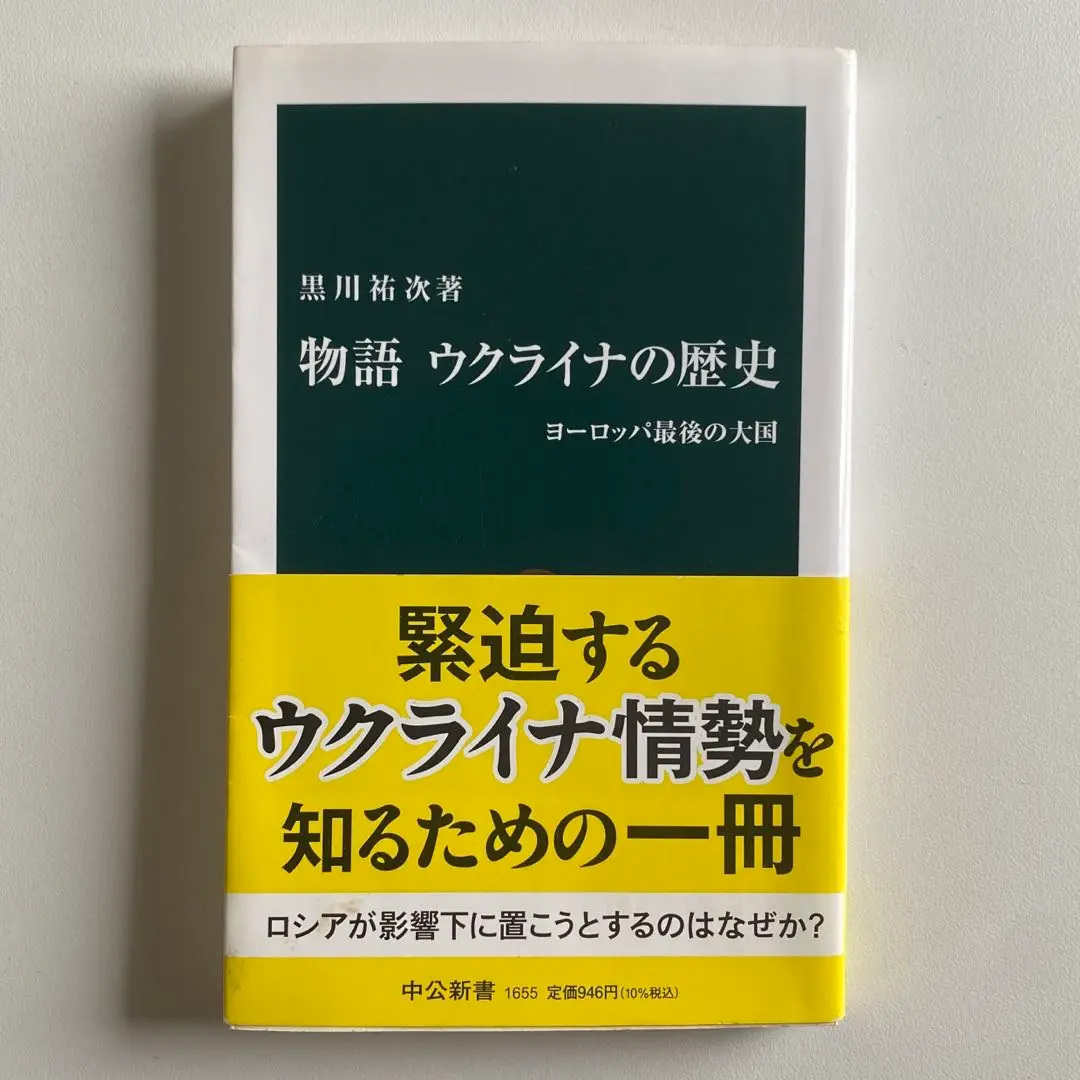 黒川祐次著
物語 ウクライナの歴史
ヨーロッパ最後の大国
緊迫する
ウクライナ情勢を
知るための一冊
ロシアが影響下に置こうとするのはなぜか?
中公新書 1655 定価946円(10%税込)